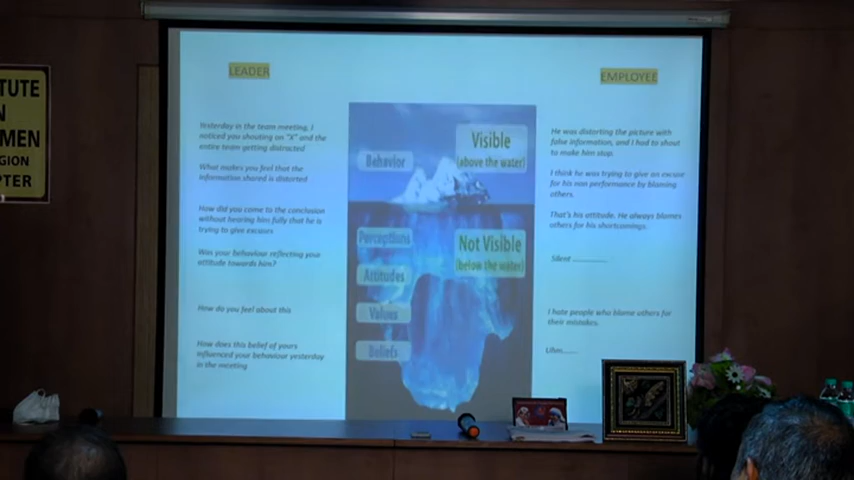 TUTE
N
MEN
GION
PTER
LEADER
Yesterday in the team meeting, I
noticed you shouting on "X" and the
entire team getting distracted
What makes you feel that the
information shared is distorted
How did you come to the conclusion
without hearing him fully that he is
trying to give excuses
Was your behaviour reflecting your
attitude towards him?
How do you feel about this
How does this belief of yours
influenced your behaviour yesterday
in the meeting
Behavior
Visible
(above the water)
Perceptions
Not Visible
(below the water)
Attitudes
Values
Beliefs
EMPLOYEE
He was distorting the picture with
false information, and I had to shout
to make him stop.
I think he was trying to give an excuse
for his non performance by blaming
others.
That's his attitude. He always blames
others for his shortcomings.
Silent ............
I hate people who blame others for
their mistakes.